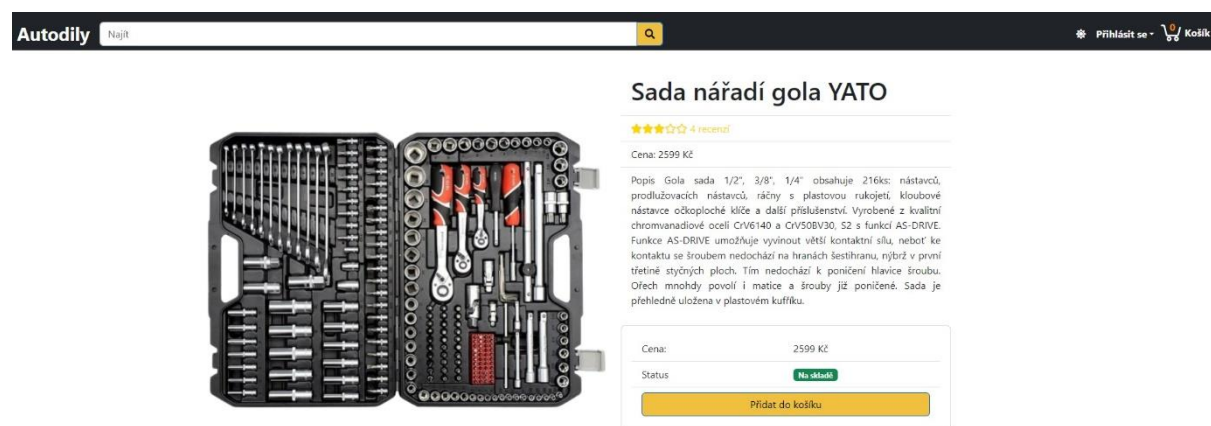 Autodily
Najít
0
Přihlásit se
Košík
Sada nářadí gola YATO
4 recenzí
Cena: 2599 Kč
Popis Gola sada 1/2", 3/8", 1/4" obsahuje 216ks: nástavců,
prodlužovacích nástavců, ráčny s plastovou rukojetí, kloubové
nástavce očkoploché klíče a další příslušenství. Vyrobené z kvalitní
chromvanadiové oceli CrV6140 a CrV50BV30, S2 s funkcí AS-DRIVE.
Funkce AS-DRIVE umožňuje vyvinout větší kontaktní sílu, neboť ke
kontaktu se šroubem nedochází na hranách šestihranu, nýbrž v první
třetině styčných ploch. Tím nedochází k poničení hlavice šroubu.
Ořech mnohdy povolí i matice a šrouby již poničené. Sada je
přehledně uložena v plastovém kufříku.
Cena: 2599 Kč
Status Na skladě
Přidat do košíku